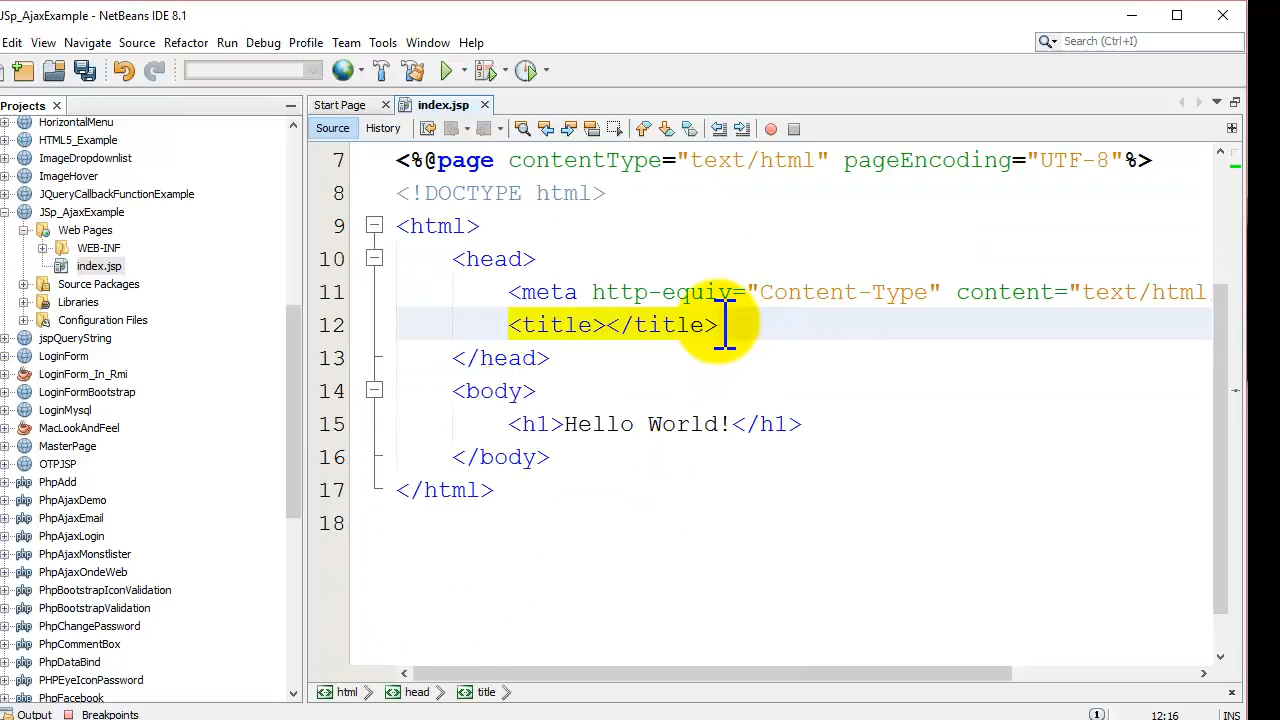 JSp_AjaxExample - NetBeans IDE 8.1
Edit View Navigate Source Refactor Run Debug Profile Team Tools Window Help
Search (Ctrl+I)
Projects
Start Page
index.jsp
Source
History
HorizontalMenu
HTML5_Example
ImageDropdownlist
ImageHover
JQueryCallbackFunctionExample
JSp_AjaxExample
Web Pages
WEB-INF
index.jsp
Source Packages
Libraries
Configuration Files
jspQueryString
LoginForm
LoginForm_In_Rmi
LoginFormBootstrap
LoginMysql
MacLookAndFeel
MasterPage
OTPJSP
PhpAdd
PhpAjaxDemo
PhpAjaxEmail
PhpAjaxLogin
PhpAjaxMonstlister
PhpAjaxOndeWeb
PhpBootstrapIconValidation
PhpBootstrapValidation
PhpChangePassword
PhpCommentBox
PhpDataBind
PHPEyeIconPassword
PhpFacebook
7 <%@page contentType="text/html" pageEncoding="UTF-8"%>
8 <!DOCTYPE html>
9 <html>
10 <head>
11 <meta http-equiv="Content-Type" content="text/html
12 <title></title>
13 </head>
14 <body>
15 <h1>Hello World!</h1>
16 </body>
17 </html>
18
html head title
Output Breakpoints
1 12:16 INS